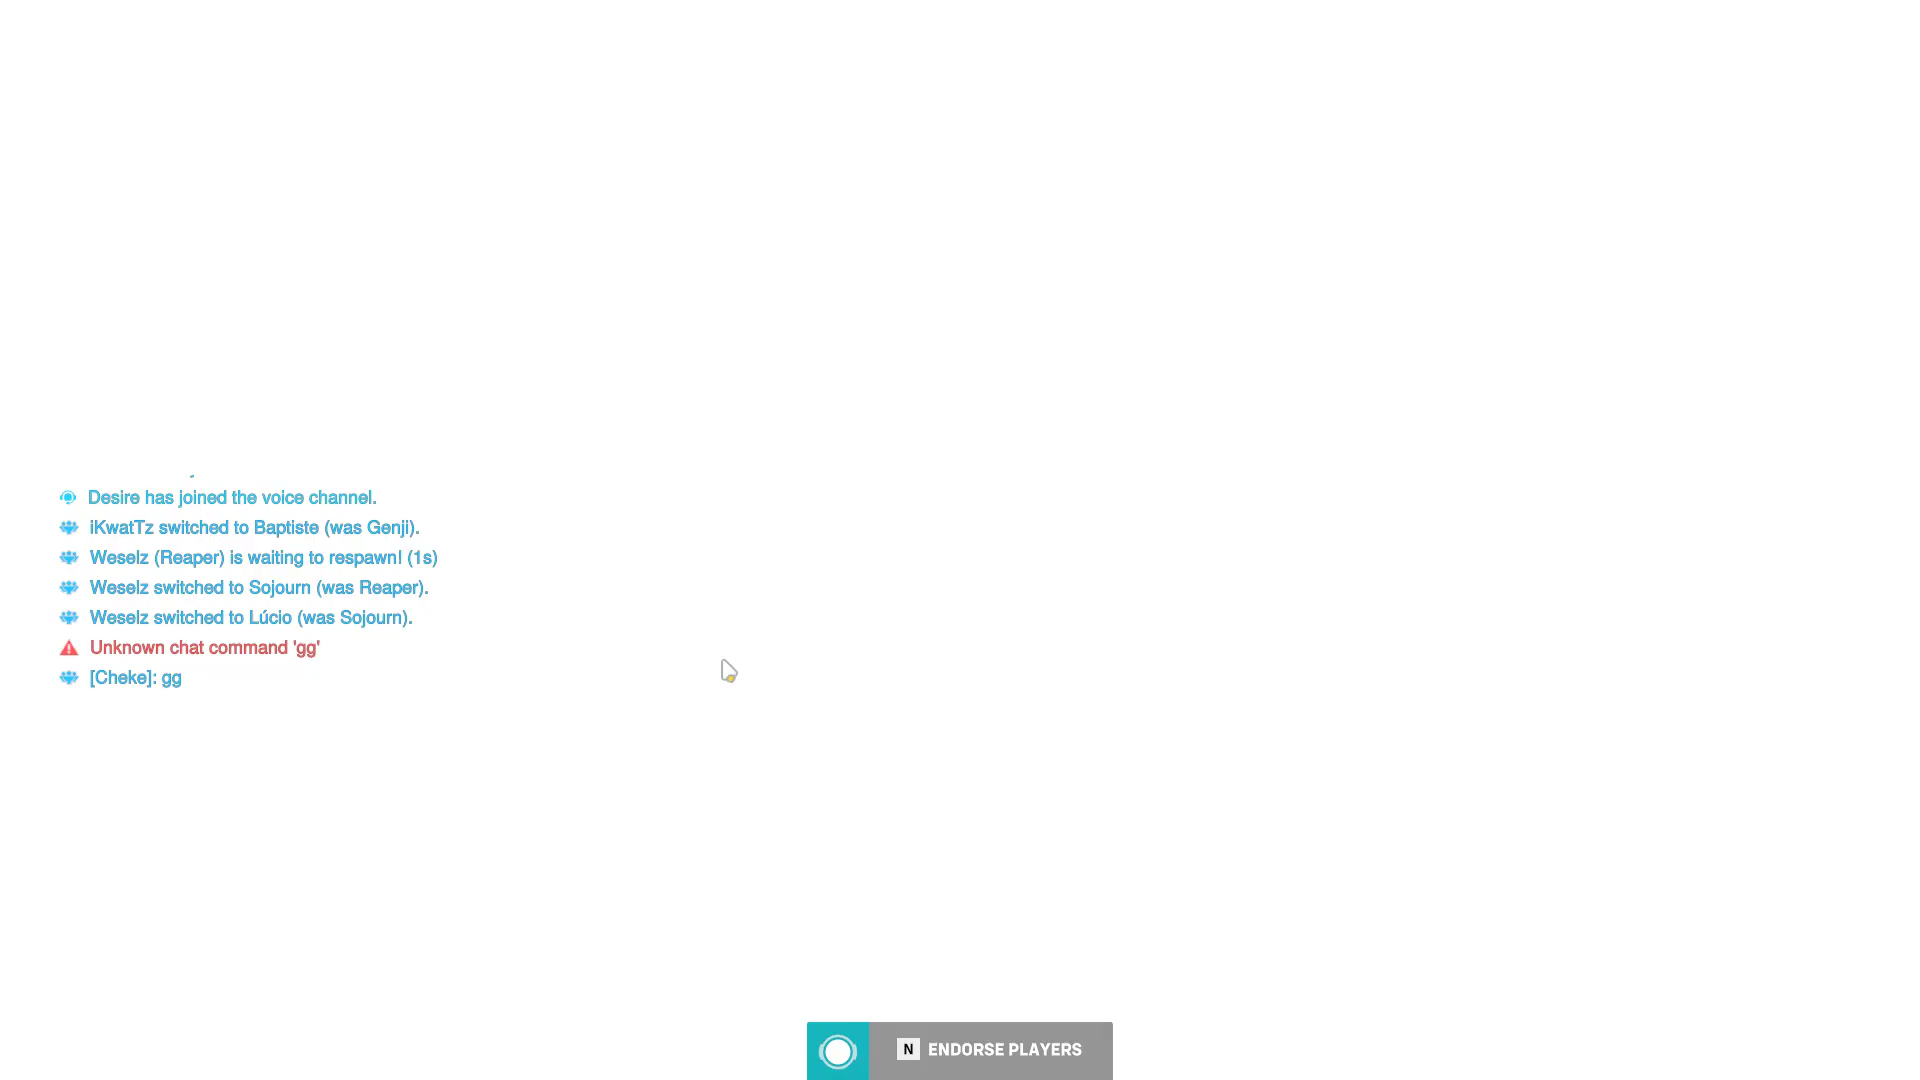 Desire has joined the voice channel.
iKwatTz switched to Baptiste (was Genji).
Weselz (Reaper) is waiting to respawn! (1s)
Weselz switched to Sojourn (was Reaper).
Weselz switched to Lúcio (was Sojourn).
Unknown chat command 'gg'
[Cheke]: gg
N ENDORSE PLAYERS